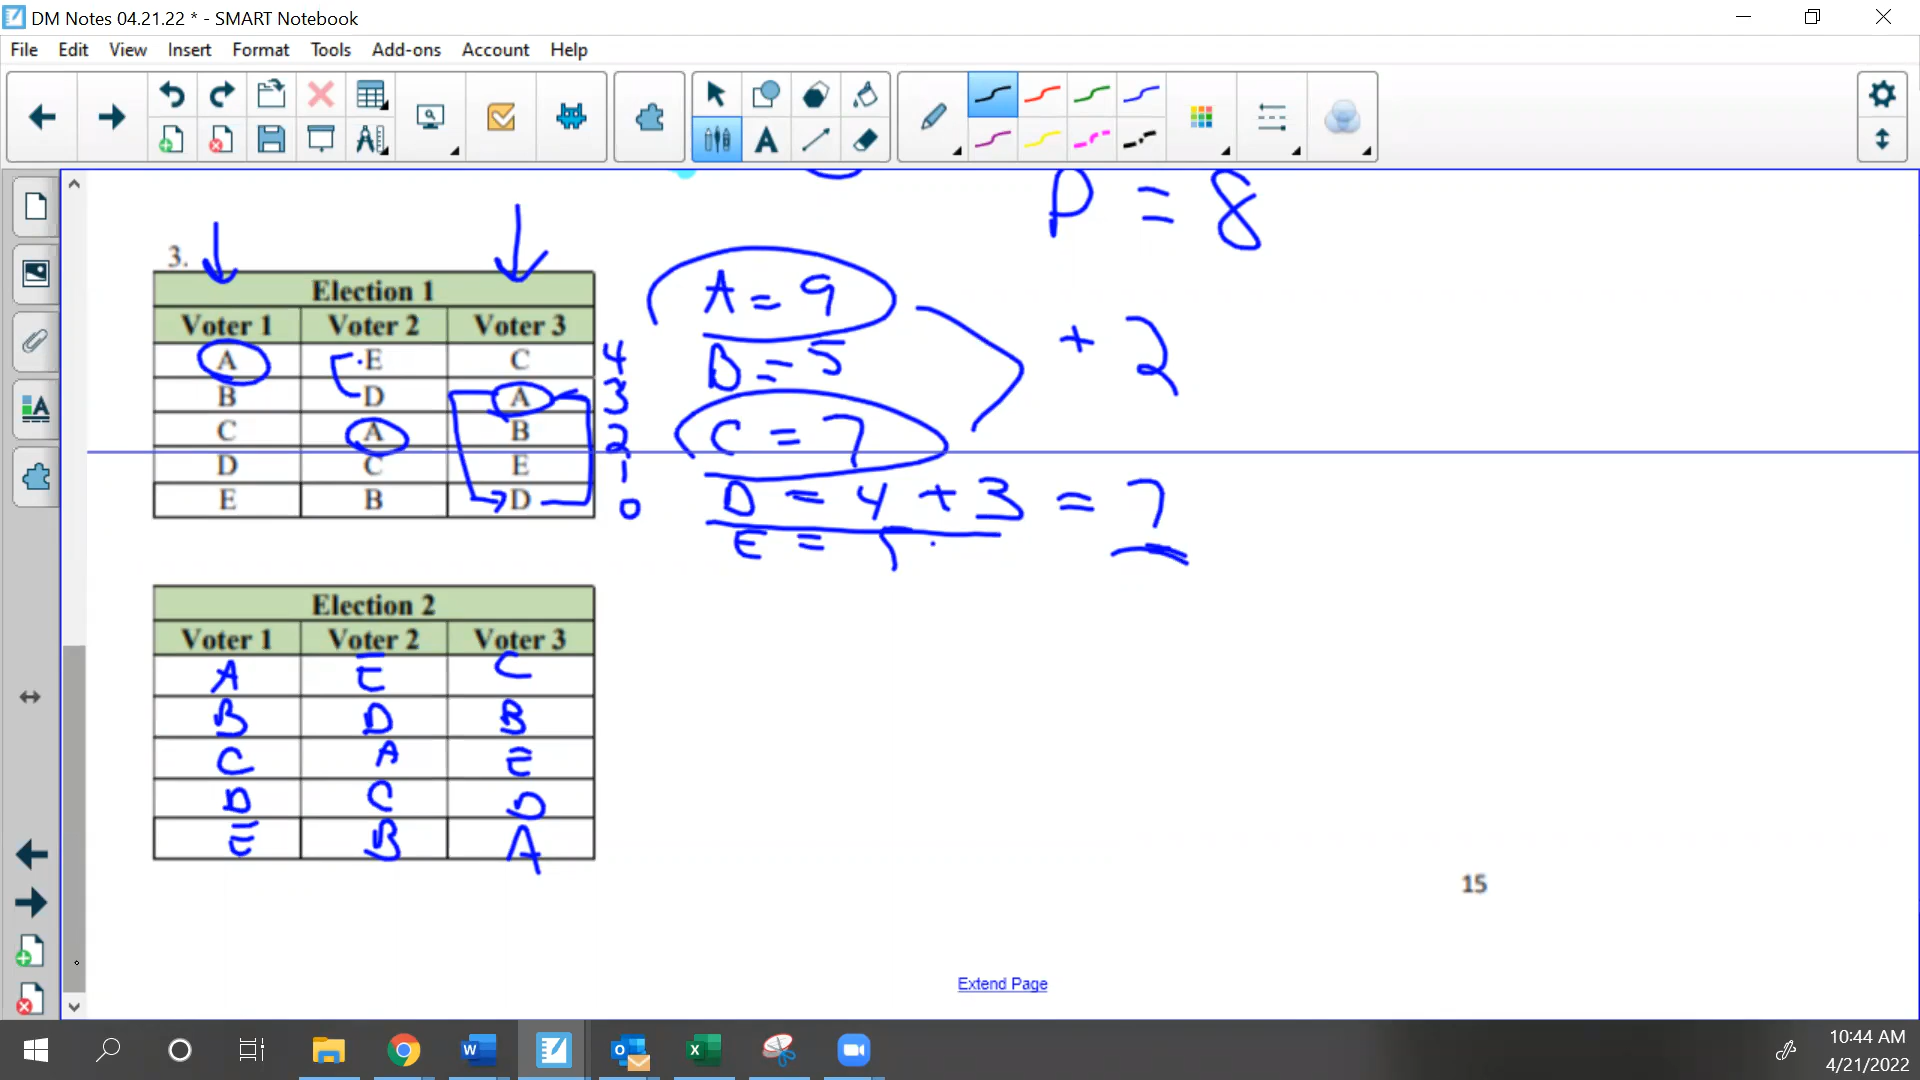 DM Notes 04.21.22 * - SMART Notebook
File Edit View Insert Format Tools Add-ons Account Help
P = 8
3.
Election 1
Voter 1 Voter 2 Voter 3
A E C 4
B D A 3
C A B 2
D C E 1
E B D 0
A = 9
B = 5
C = 7
D = 4 + 3 = 7
E =
+ 2
Election 2
Voter 1 Voter 2 Voter 3
A E C
B D B
C A E
D C D
E B A
15
Extend Page
10:44 AM
4/21/2022